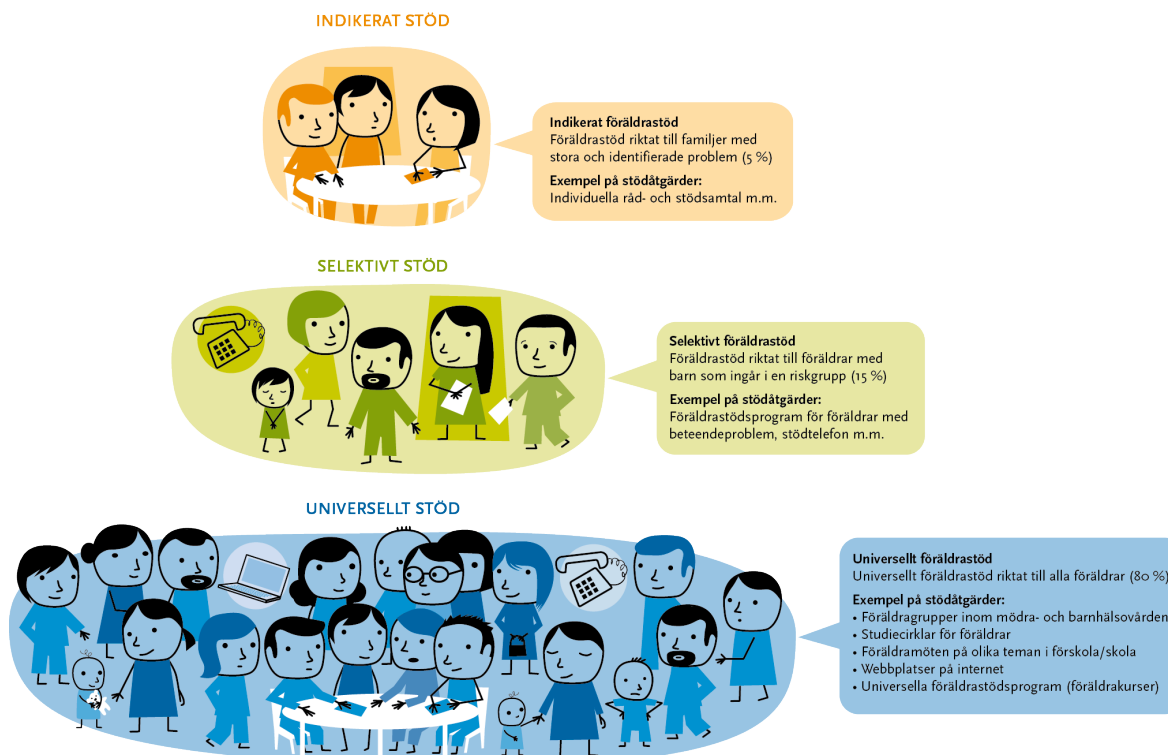 INDIKERAT STÖD
Indikerat föräldrastöd
Föräldrastöd riktat till familjer med
stora och identifierade problem (5 %)
Exempel på stödåtgärder:
Individuella råd- och stödsamtal m.m.
SELEKTIVT STÖD
Selektivt föräldrastöd
Föräldrastöd riktat till föräldrar med
barn som ingår i en riskgrupp (15 %)
Exempel på stödåtgärder:
Föräldrastödsprogram för föräldrar med
beteendeproblem, stödtelefon m.m.
UNIVERSELLT STÖD
Universellt föräldrastöd
Universellt föräldrastöd riktat till alla föräldrar (80 %)
Exempel på stödåtgärder:
• Föräldragrupper inom mödra- och barnhälsovården
• Studiecirklar för föräldrar
• Föräldramöten på olika teman i förskola/skola
• Webbplatser på internet
• Universella föräldrastödsprogram (föräldrakurser)